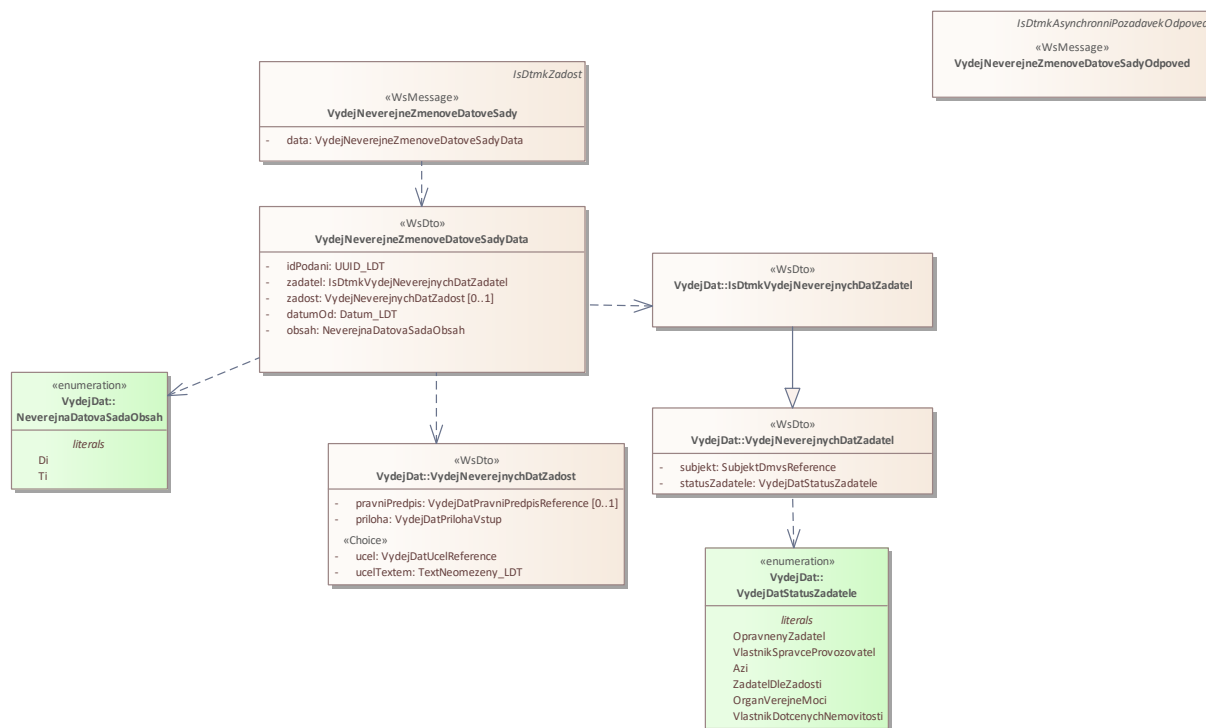 IsDtmkAsynchronniPozadavekOdpoved
«WsMessage»
VydejNeverejneZmenoveDatoveSadyOdpoved
IsDtmkZadost
«WsMessage»
VydejNeverejneZmenoveDatoveSady
- data: VydejNeverejneZmenoveDatoveSadyData
«WsDto»
VydejNeverejneZmenoveDatoveSadyData
- idPodani: UUID_LDT
- zadatel: IsDtmkVydejNeverejnychDatZadatel
- zadost: VydejNeverejnychDatZadost [0..1]
- datumOd: Datum_LDT
- obsah: NeverejnaDatovaSadaObsah
«WsDto»
VydejDat::IsDtmkVydejNeverejnychDatZadatel
«enumeration»
VydejDat::
NeverejnaDatovaSadaObsah
literals
Di
Ti
«WsDto»
VydejDat::VydejNeverejnychDatZadost
- pravniPredpis: VydejDatPravniPredpisReference [0..1]
- priloha: VydejDatPrilohaVstup
«Choice»
- ucel: VydejDatUcelReference
- ucelTextem: TextNeomezeny_LDT
«WsDto»
VydejDat::VydejNeverejnychDatZadatel
- subjekt: SubjektDmvsReference
- statusZadatele: VydejDatStatusZadatele
«enumeration»
VydejDat::
VydejDatStatusZadatele
literals
OpravnenyZadatel
VlastnikSpravceProvozovatel
Azi
ZadatelDleZadosti
OrganVerejneMoci
VlastnikDotcenychNemovitosti